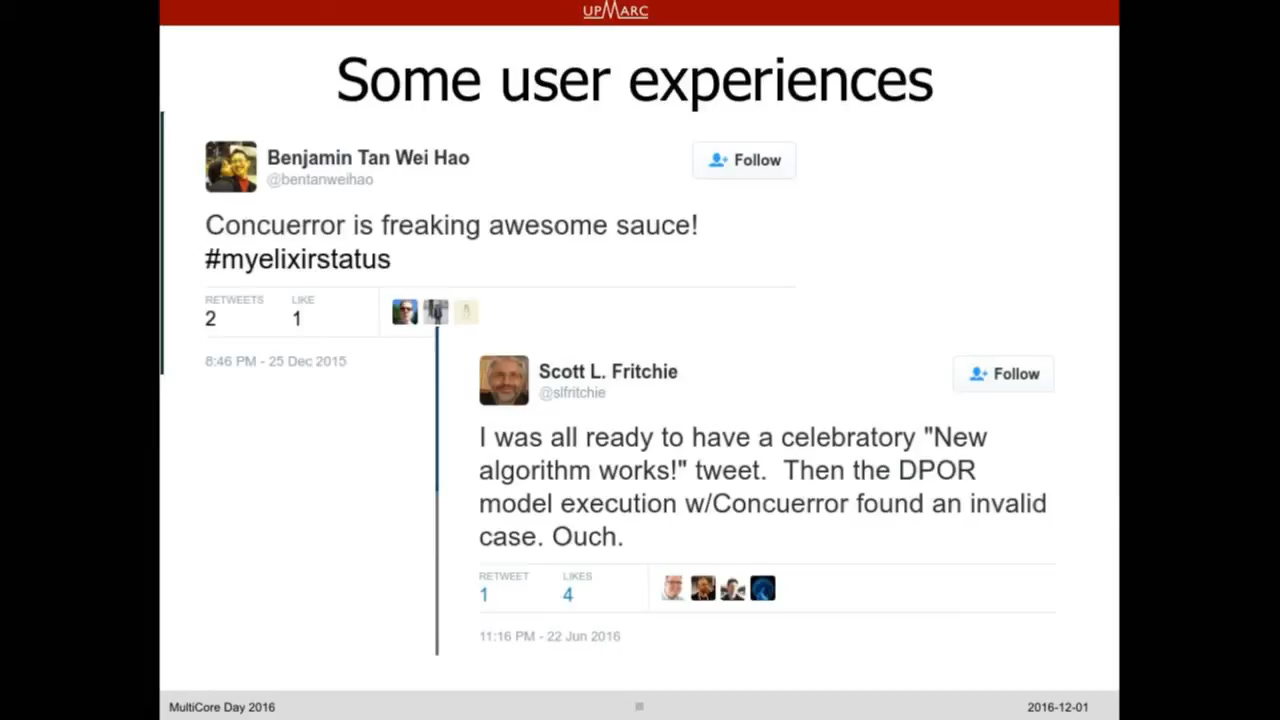 UPMARC
Some user experiences
Benjamin Tan Wei Hao
@bentanweihao
Follow
Concuerror is freaking awesome sauce!
#myelixirstatus
RETWEETS LIKE
2 1
8:46 PM - 25 Dec 2015
Scott L. Fritchie
@slfritchie
Follow
I was all ready to have a celebratory "New
algorithm works!" tweet.  Then the DPOR
model execution w/Concuerror found an invalid
case. Ouch.
RETWEET LIKES
1 4
11:16 PM - 22 Jun 2016
MultiCore Day 2016
2016-12-01